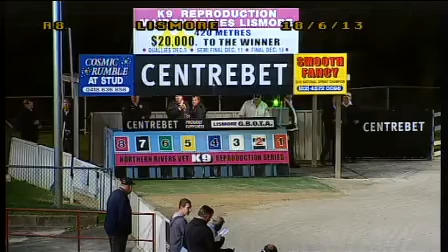 R8 LISMORE 18/6/13
K9 REPRODUCTION
SERIES LISMORE
420 METRES
$20,000. TO THE WINNER
COSMIC
RUMBLE
AT STUD
CENTREBET
SMOOTH
FANCY
CENTREBET
LISMORE G.B.O.T.A.
CENTREBET
8 7 6 5 4 3 2 1
NORTHERN RIVERS VET K9 REPRODUCTION SERIES